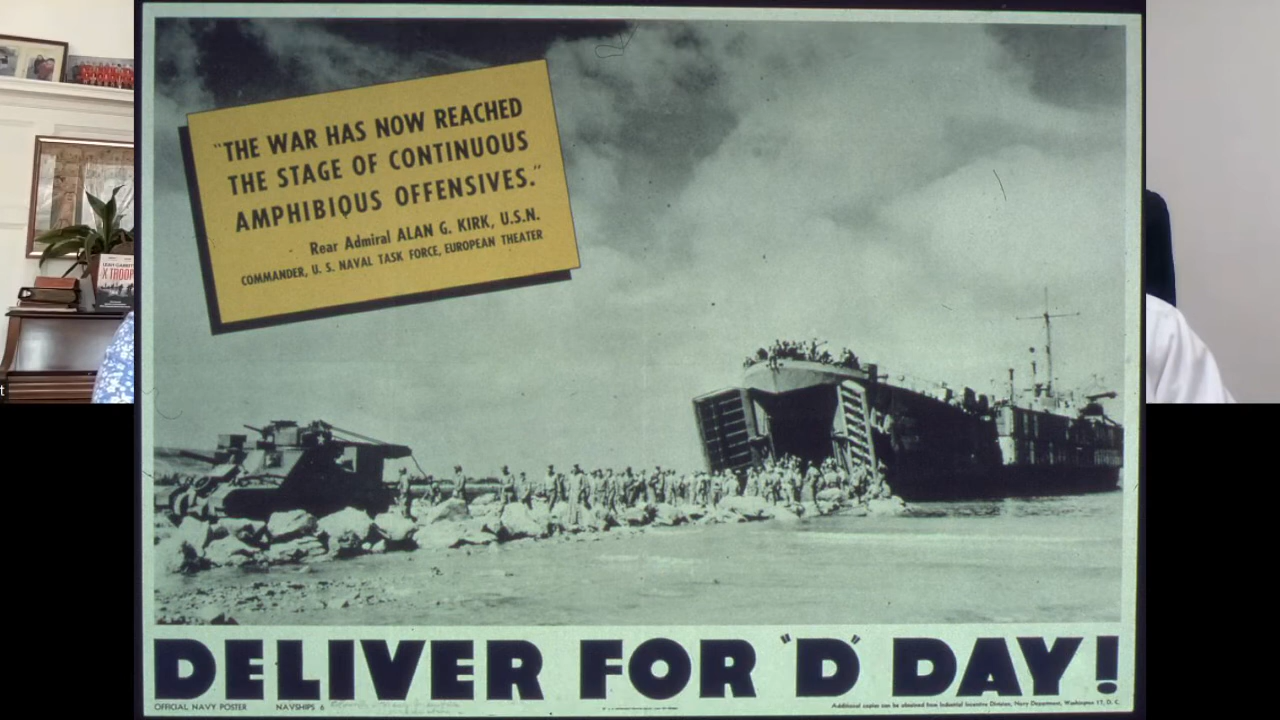 "THE WAR HAS NOW REACHED
THE STAGE OF CONTINUOUS
AMPHIBIOUS OFFENSIVES."
Rear Admiral ALAN G. KIRK, U.S.N.
COMMANDER, U. S. NAVAL TASK FORCE, EUROPEAN THEATER
X TROOP
t
DELIVER FOR "D" DAY!
OFFICIAL NAVY POSTER NAVSHIPS 6
Additional copies can be obtained from Industrial Incentive Division, Navy Department, Washington 17, D. C.